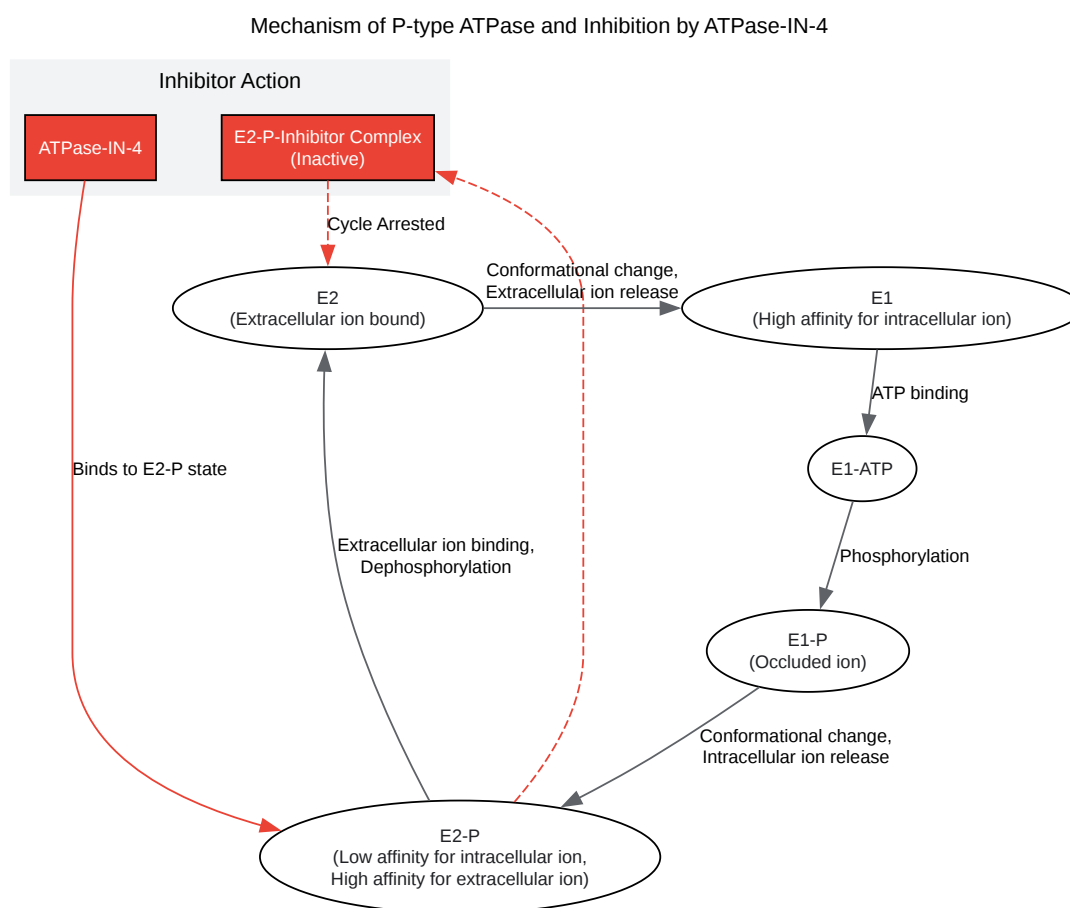 Mechanism of P-type ATPase and Inhibition by ATPase-IN-4
Inhibitor Action
ATPase-IN-4
E2-P-Inhibitor Complex
(Inactive)
Cycle Arrested
E2
(Extracellular ion bound)
Conformational change,
Extracellular ion release
E1
(High affinity for intracellular ion)
ATP binding
E1-ATP
Binds to E2-P state
Extracellular ion binding,
Dephosphorylation
Phosphorylation
E1-P
(Occluded ion)
Conformational change,
Intracellular ion release
E2-P
(Low affinity for intracellular ion,
High affinity for extracellular ion)